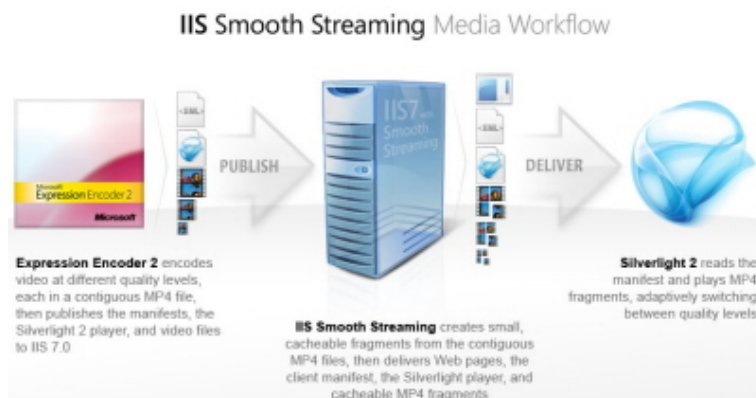 IIS Smooth Streaming Media Workflow
<XML>
<XML>
IIS7
Smooth
Streaming
PUBLISH
DELIVER
Microsoft
Expression Encoder 2
Microsoft
Expression Encoder 2 encodes
video at different quality levels,
each in a contiguous MP4 file,
then publishes the manifests, the
Silverlight 2 player, and video files
to IIS 7.0
IIS Smooth Streaming creates small,
cacheable fragments from the contiguous
MP4 files, then delivers Web pages, the
client manifest, the Silverlight player, and
cacheable MP4 fragments
Silverlight 2 reads the
manifest and plays MP4
fragments, adaptively switching
between quality levels